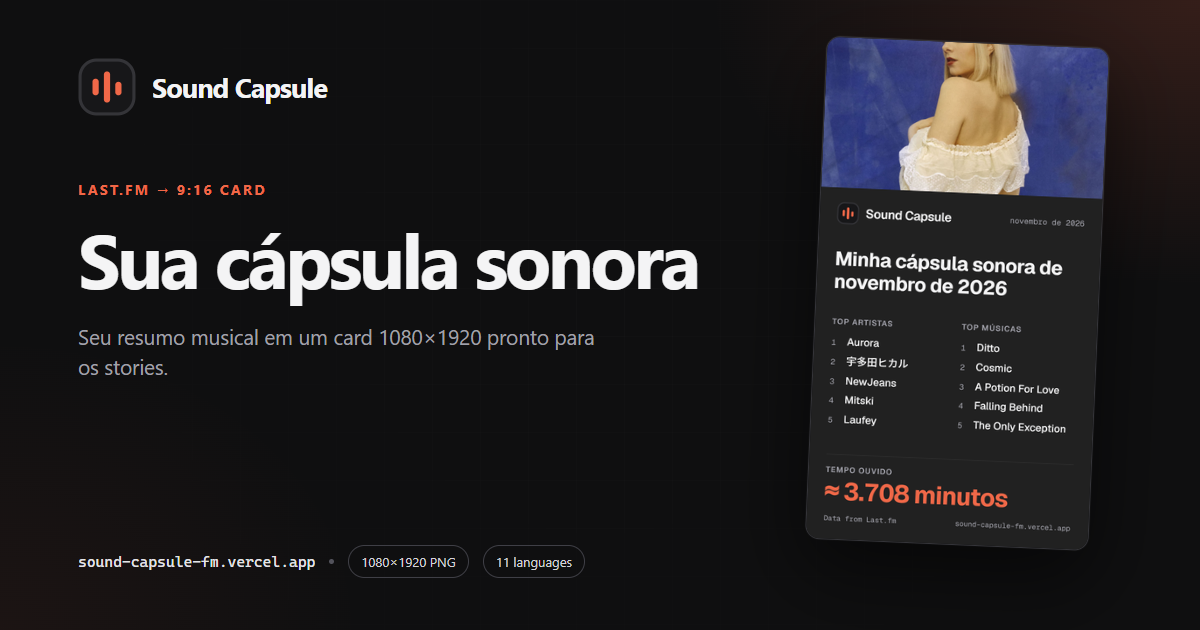 Sound Capsule
LAST.FM → 9:16 CARD
Sua cápsula sonora
Seu resumo musical em um card 1080×1920 pronto para
os stories.
sound-capsule-fm.vercel.app • 1080×1920 PNG 11 languages
Sound Capsule novembro de 2026
Minha cápsula sonora de
novembro de 2026
TOP ARTISTAS
1 Aurora
2 宇多田ヒカル
3 NewJeans
4 Mitski
5 Laufey
TOP MÚSICAS
1 Ditto
2 Cosmic
3 A Potion For Love
4 Falling Behind
5 The Only Exception
TEMPO OUVIDO
≈ 3.708 minutos
Data from Last.fm sound-capsule-fm.vercel.app